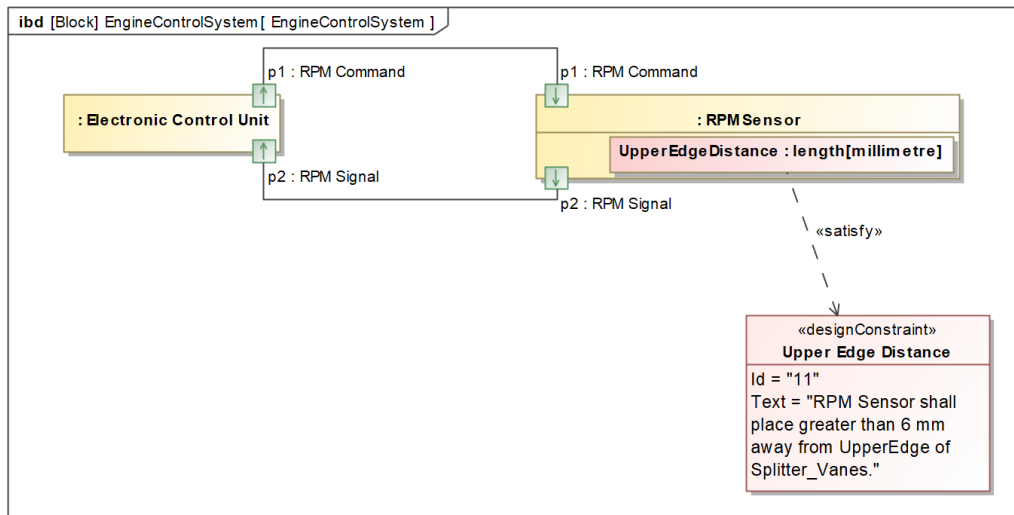 ibd [Block] EngineControlSystem [ EngineControlSystem ]
p1 : RPM Command
p1 : RPM Command
: Electronic Control Unit
: RPMSensor
UpperEdgeDistance : length[millimetre]
p2 : RPM Signal
p2 : RPM Signal
«satisfy»
«designConstraint»
Upper Edge Distance
Id = "11"
Text = "RPM Sensor shall
place greater than 6 mm
away from UpperEdge of
Splitter_Vanes."